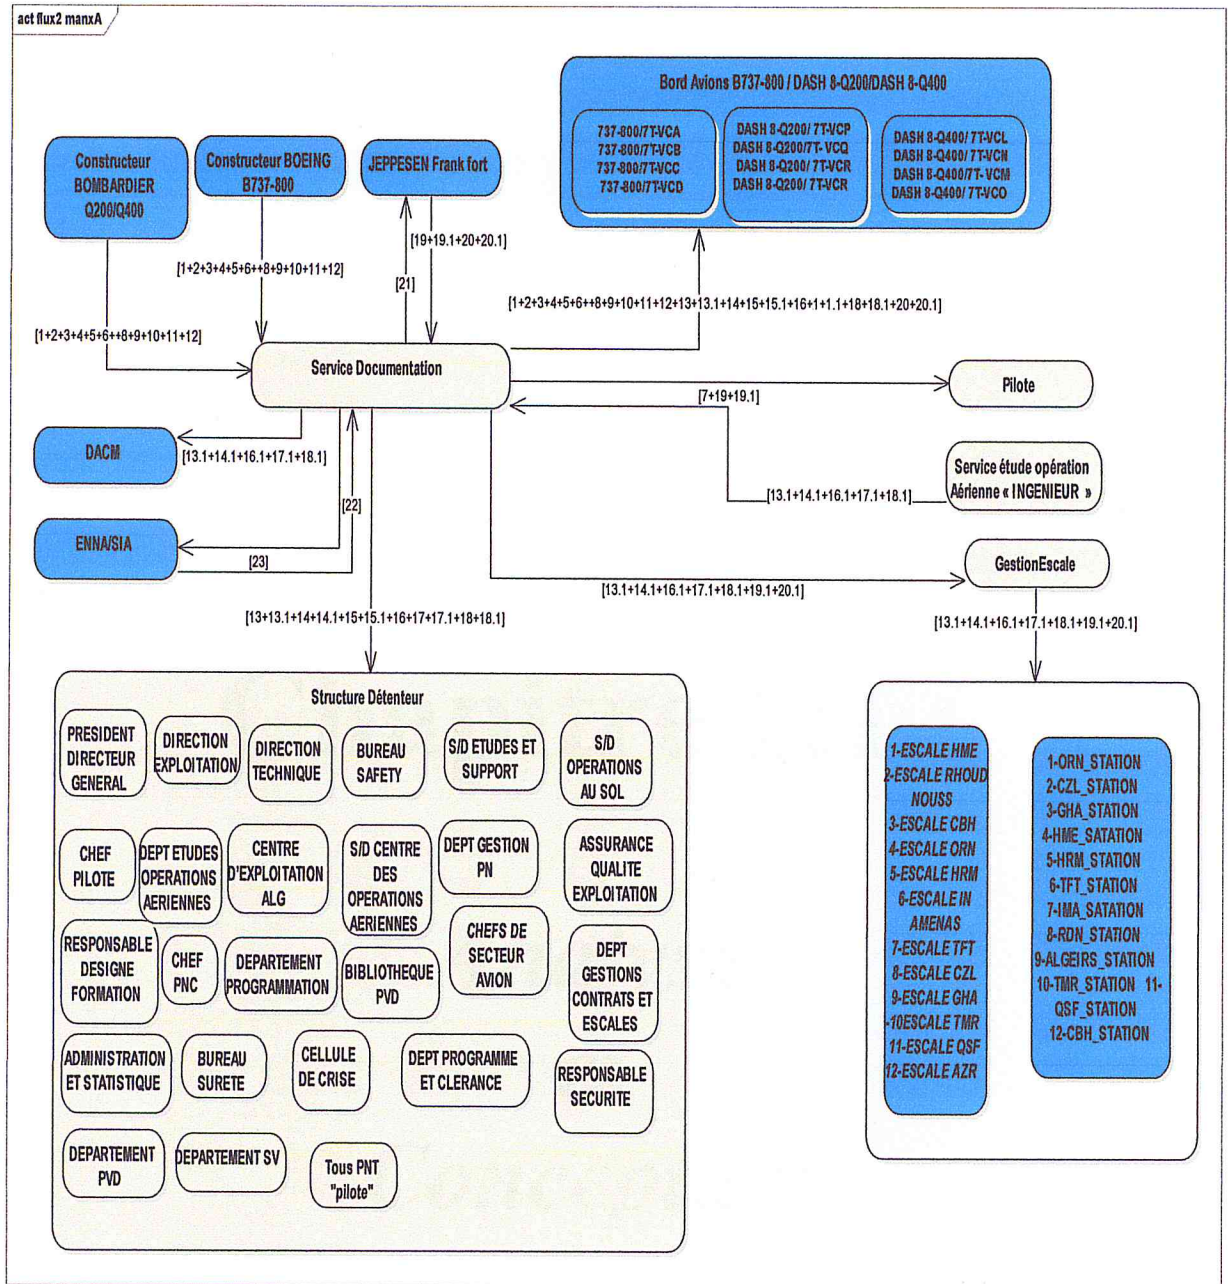 act flux2 manxA
Bord Avions B737-800 / DASH 8-Q200/DASH 8-Q400
737-800/7T-VCA
737-800/7T-VCB
737-800/7T-VCC
737-800/7T-VCD
DASH 8-Q200/ 7T-VCP
DASH 8-Q200/7T- VCQ
DASH 8-Q200/ 7T-VCR
DASH 8-Q200/ 7T-VCR
DASH 8-Q400/ 7T-VCL
DASH 8-Q400/ 7T-VCN
DASH 8-Q400/7T- VCM
DASH 8-Q400/ 7T-VCO
Constructeur
BOMBARDIER
Q200/Q400
Constructeur BOEING
B737-800
JEPPESEN Frank fort
[19+19.1+20+20.1]
[1+2+3+4+5+6++8+9+10+11+12]
[21]
[1+2+3+4+5+6++8+9+10+11+12+13+13.1+14+15+15.1+16+1+1.1+18+18.1+20+20.1]
[1+2+3+4+5+6++8+9+10+11+12]
Service Documentation
Pilote
[7+19+19.1]
DACM
[13.1+14.1+16.1+17.1+18.1]
Service étude opération
Aérienne « INGENIEUR »
[13.1+14.1+16.1+17.1+18.1]
[22]
ENNA/SIA
[23]
GestionEscale
[13.1+14.1+16.1+17.1+18.1+19.1+20.1]
[13+13.1+14+14.1+15+15.1+16+17+17.1+18+18.1]
[13.1+14.1+16.1+17.1+18.1+19.1+20.1]
Structure Détenteur
PRESIDENT
DIRECTEUR
GENERAL
DIRECTION
EXPLOITATION
DIRECTION
TECHNIQUE
BUREAU
SAFETY
S/D ETUDES ET
SUPPORT
S/D
OPERATIONS
AU SOL
CHEF
PILOTE
DEPT ETUDES
OPERATIONS
AERIENNES
CENTRE
D'EXPLOITATION
ALG
S/D CENTRE
DES
OPERATIONS
AERIENNES
DEPT GESTION
PN
ASSURANCE
QUALITE
EXPLOITATION
RESPONSABLE
DESIGNE
FORMATION
CHEF
PNC
DEPARTEMENT
PROGRAMMATION
BIBLIOTHEQUE
PVD
CHEFS DE
SECTEUR
AVION
DEPT
GESTIONS
CONTRATS ET
ESCALES
ADMINISTRATION
ET STATISTIQUE
BUREAU
SURETE
CELLULE
DE CRISE
DEPT PROGRAMME
ET CLERANCE
RESPONSABLE
SECURITE
DEPARTEMENT
PVD
DEPARTEMENT SV
Tous PNT
"pilote"
1-ESCALE HME
2-ESCALE RHOUD
NOUSS
3-ESCALE CBH
4-ESCALE ORN
5-ESCALE HRM
6-ESCALE IN
AMENAS
7-ESCALE TFT
8-ESCALE CZL
9-ESCALE GHA
-10ESCALE TMR
11-ESCALE QSF
12-ESCALE AZR
1-ORN_STATION
2-CZL_STATION
3-GHA_STATION
4-HME_SATATION
5-HRM_STATION
6-TFT_STATION
7-IMA_SATATION
8-RDN_STATION
9-ALGEIRS_STATION
10-TMR_STATION 11-
QSF_STATION
12-CBH_STATION